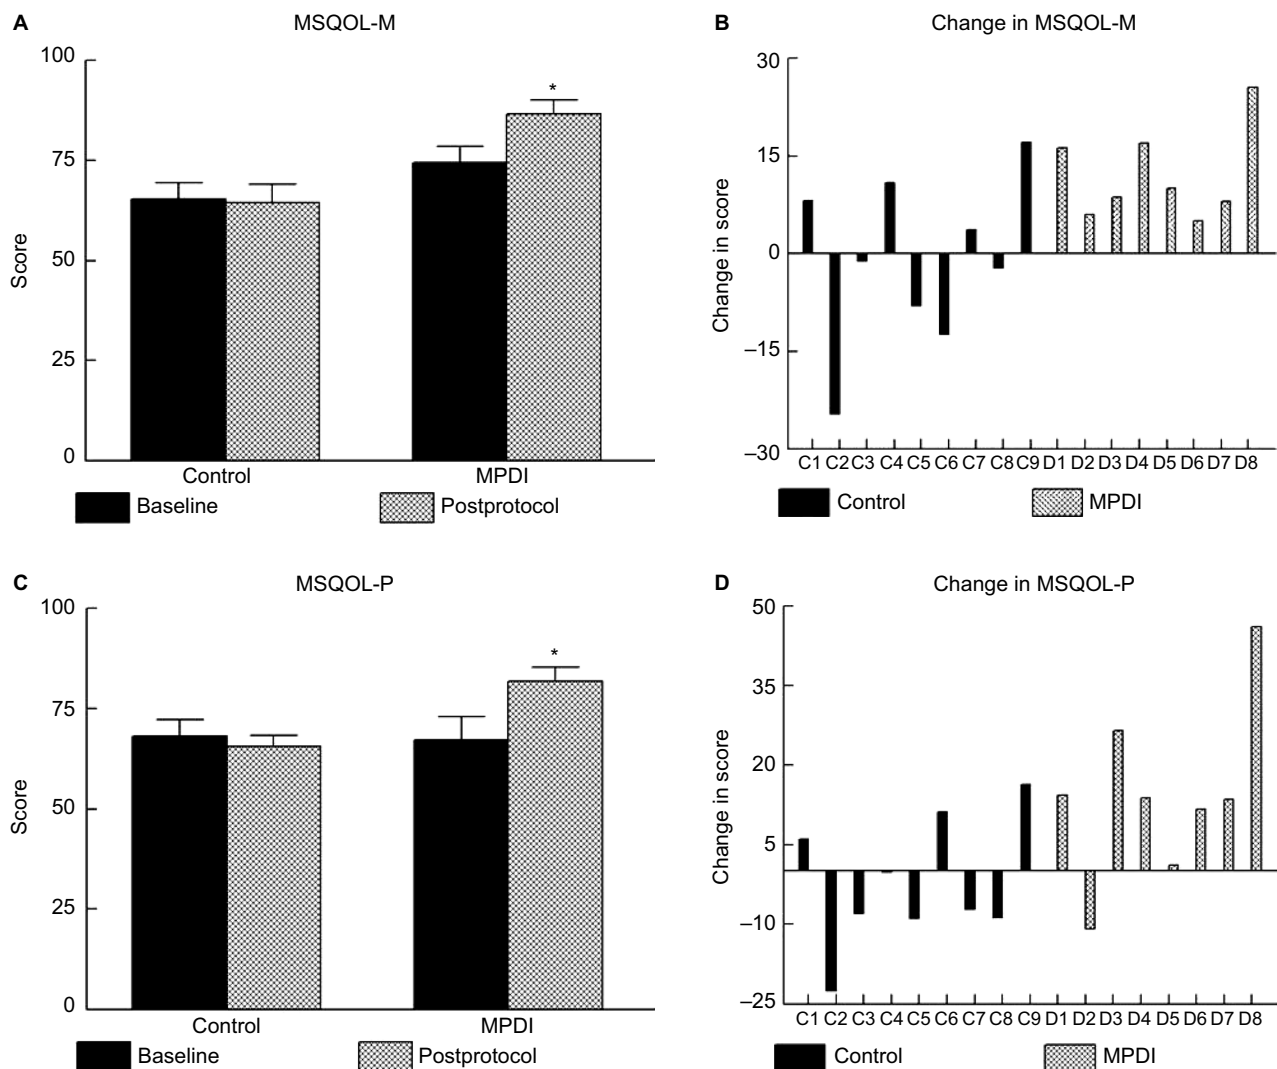 A
MSQOL-M
100
75
50
25
0
Score
*
Control
MPDI
Baseline
Postprotocol
B
Change in MSQOL-M
30
15
0
–15
–30
Change in score
C1 C2 C3 C4 C5 C6 C7 C8 C9 D1 D2 D3 D4 D5 D6 D7 D8
Control
MPDI
C
MSQOL-P
100
75
50
25
0
Score
*
Control
MPDI
Baseline
Postprotocol
D
Change in MSQOL-P
50
35
20
5
–10
–25
Change in score
C1 C2 C3 C4 C5 C6 C7 C8 C9 D1 D2 D3 D4 D5 D6 D7 D8
Control
MPDI